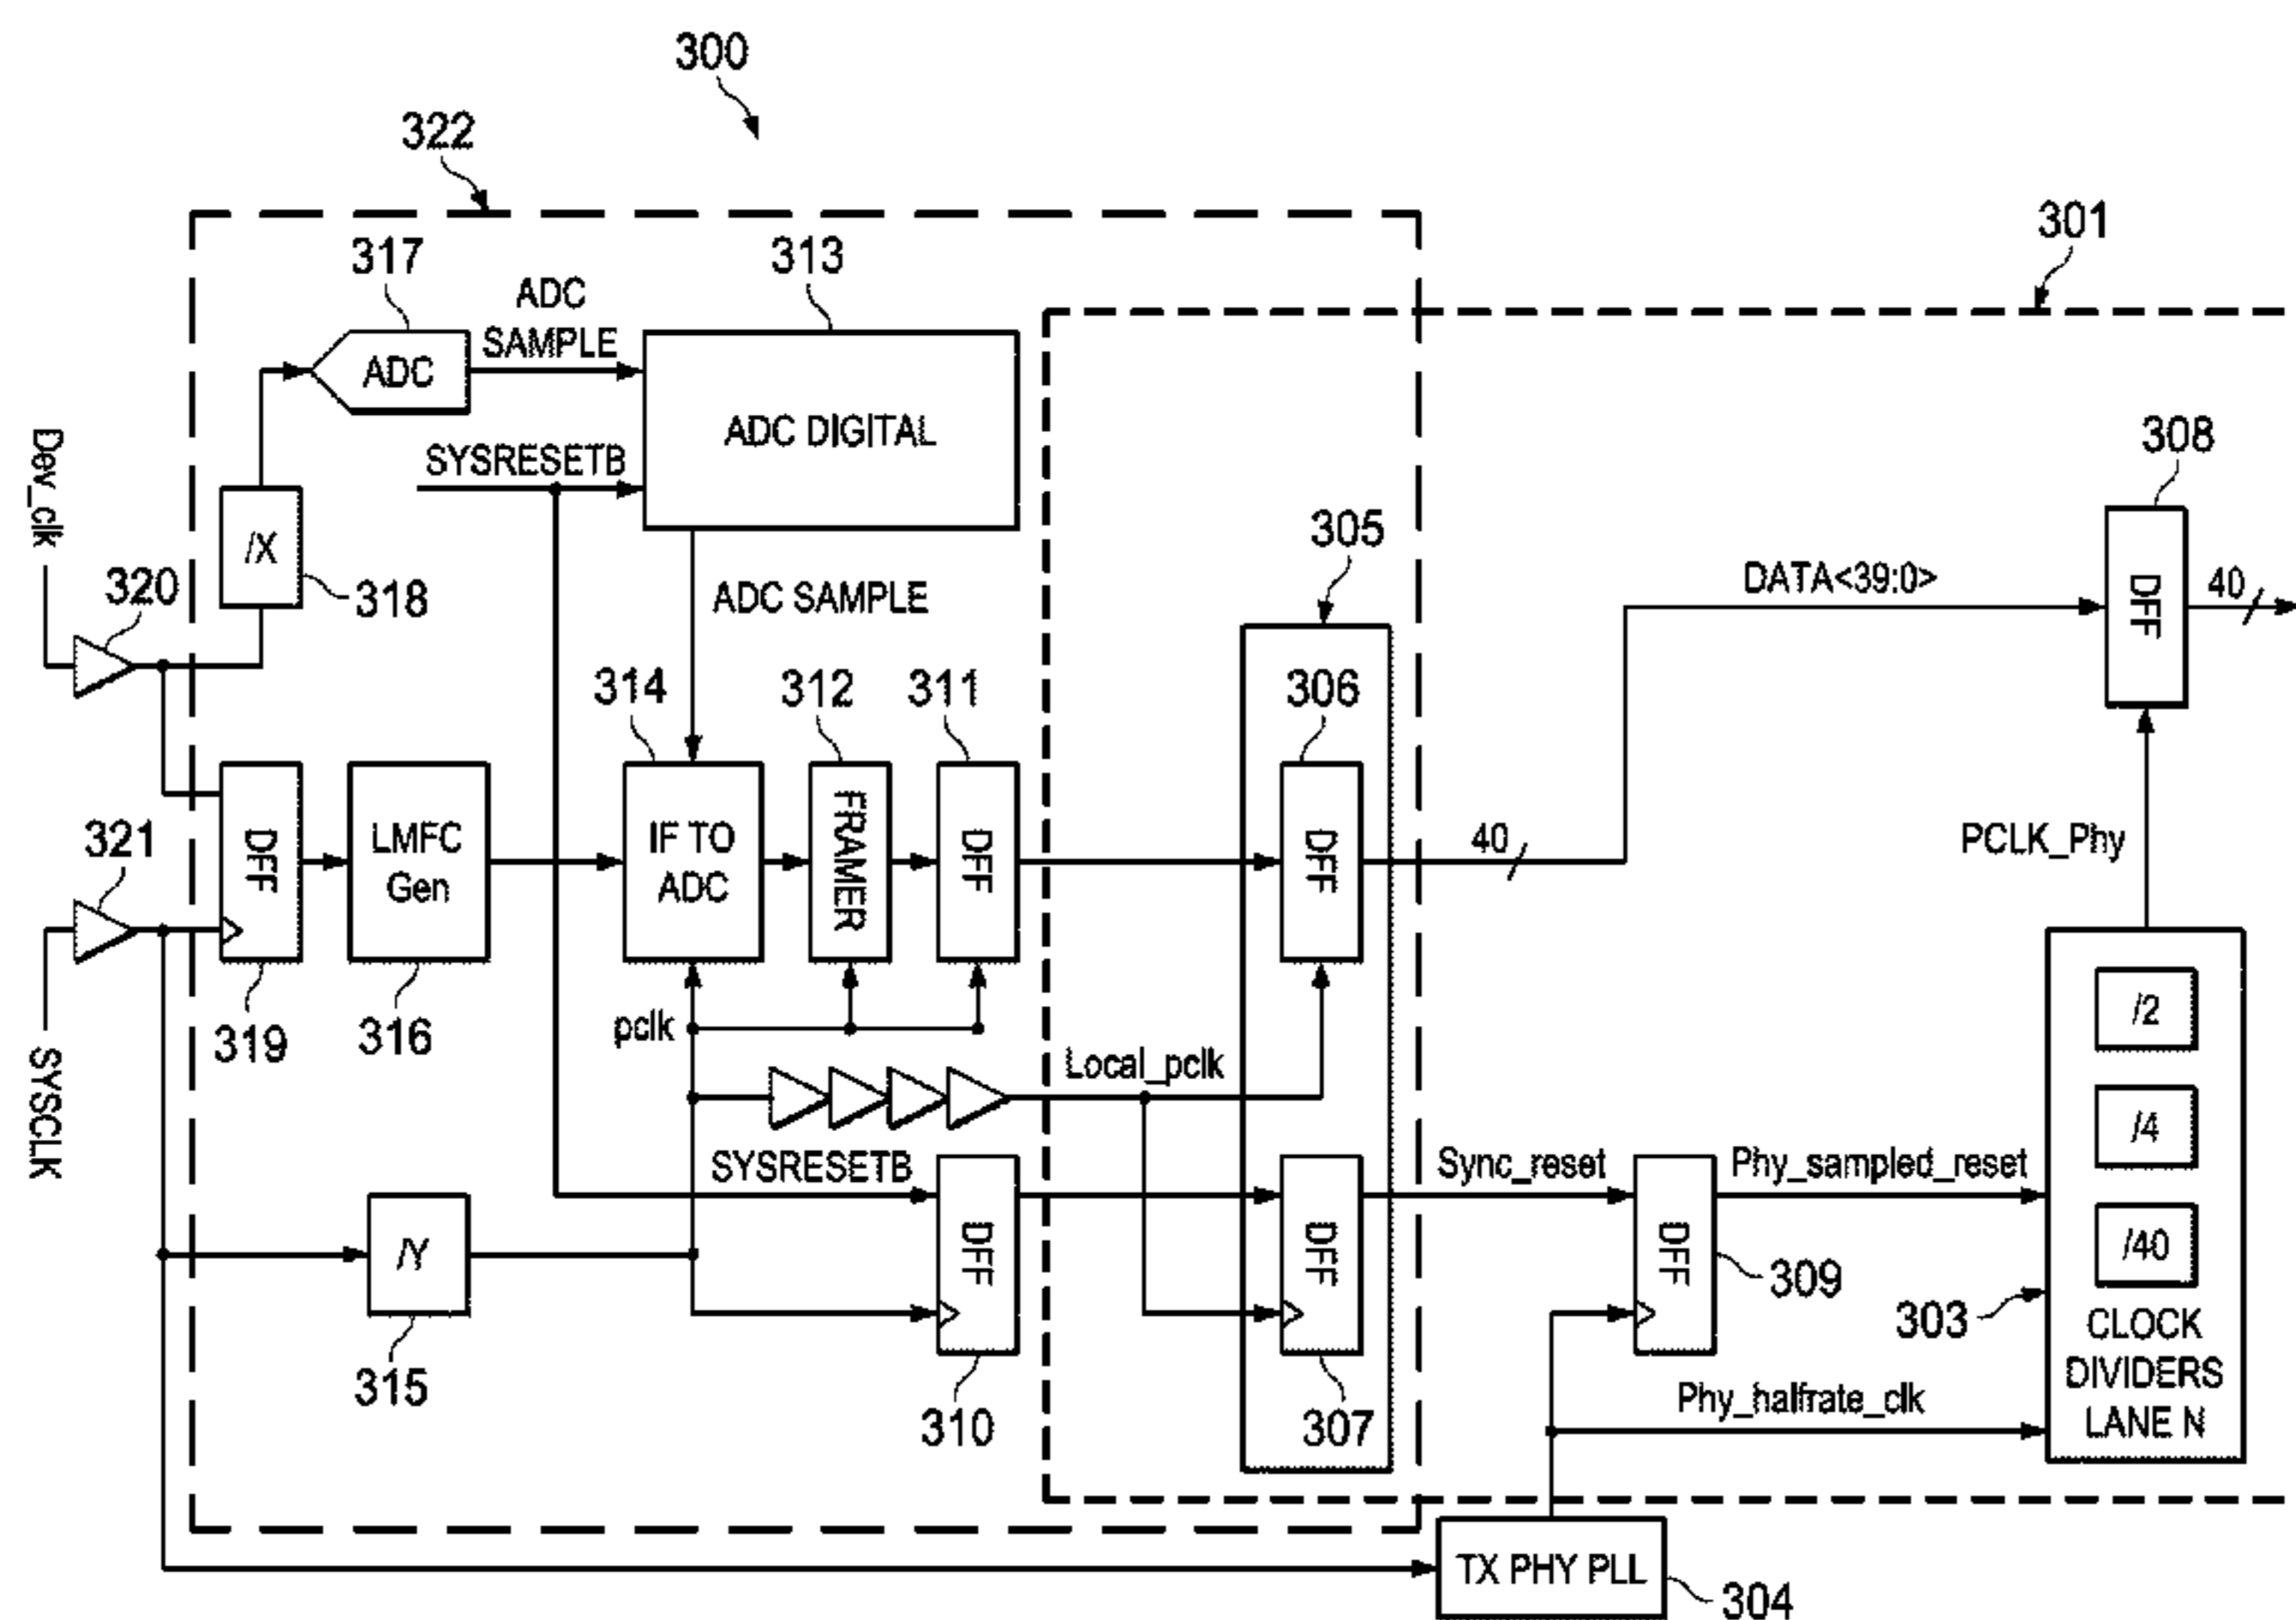 300
322
301
317
313
ADC
SAMPLE
ADC
ADC DIGITAL
SYSRESETB
308
Dev_clk
305
/X
DATA<39:0>
DFF
40
320
318
ADC SAMPLE
314
312
311
306
321
DFF
LMFC
Gen
IF TO
ADC
FRAMER
DFF
DFF
40
PCLK_Phy
319
316
pclk
/2
SYSCLK
Local_pclk
SYSRESETB
Sync_reset
Phy_sampled_reset
/4
/Y
DFF
DFF
DFF
309
/40
303
CLOCK
DIVIDERS
LANE N
315
310
307
Phy_halfrate_clk
TX PHY PLL
304